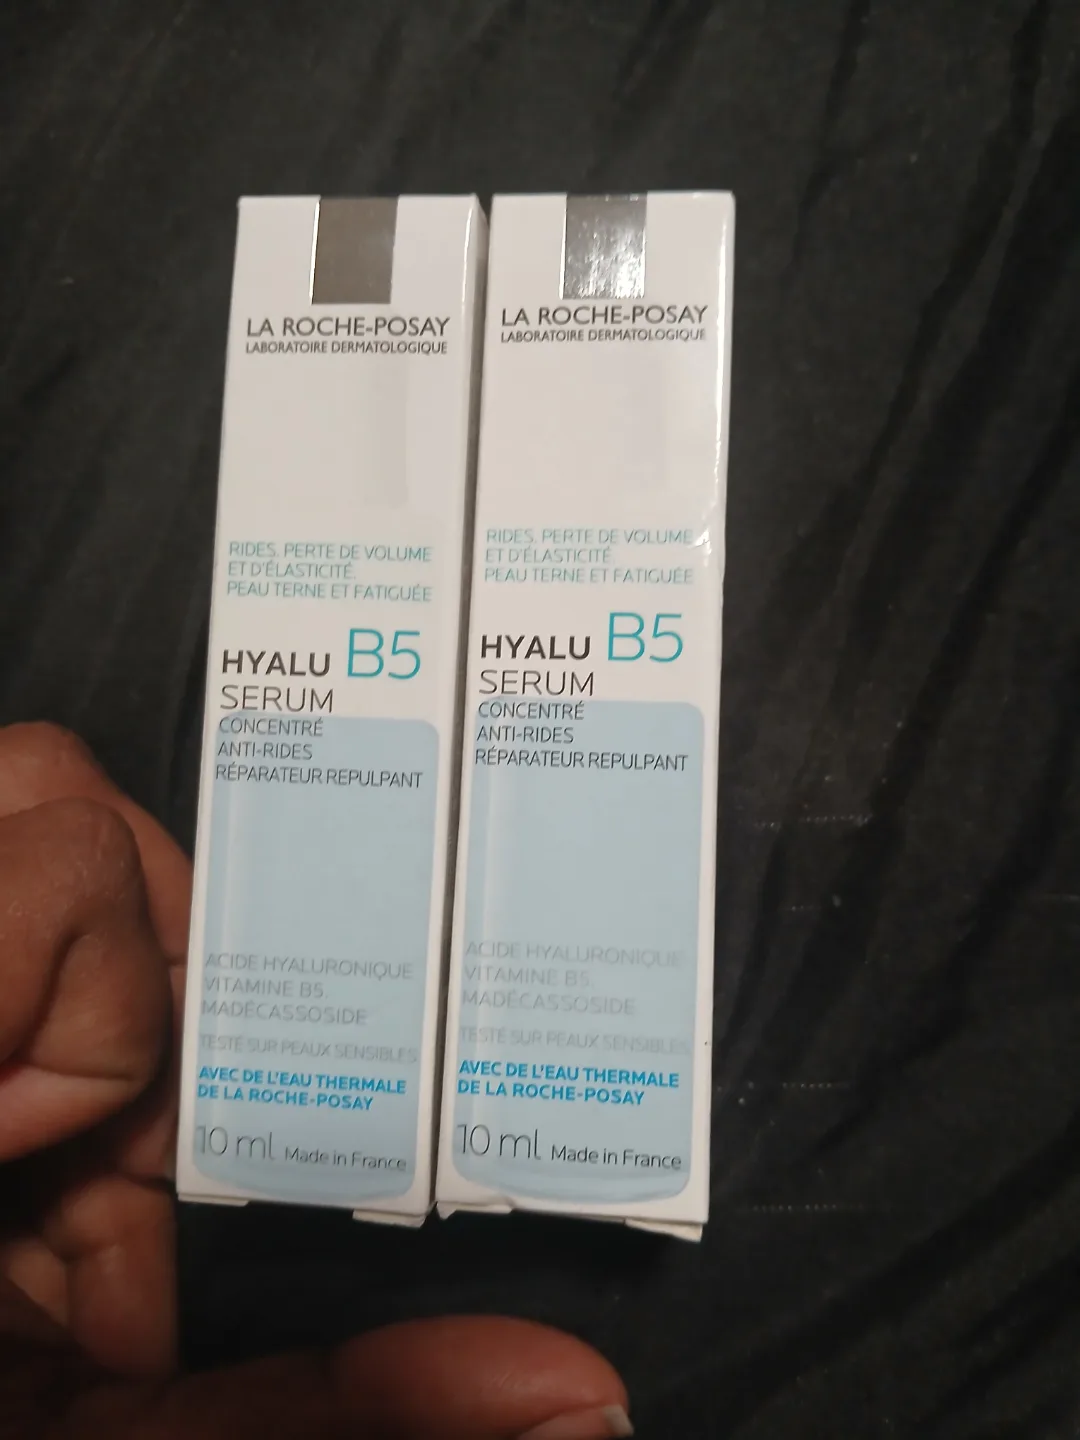 LA ROCHE-POSAY
LABORATOIRE DERMATOLOGIQUE
RIDES, PERTE DE VOLUME
ET D'ÉLASTICITÉ.
PEAU TERNE ET FATIGUÉE
HYALU B5
SERUM
CONCENTRÉ
ANTI-RIDES
RÉPARATEUR REPULPANT
ACIDE HYALURONIQUE
VITAMINE B5.
MADÉCASSOSIDE
TESTÉ SUR PEAUX SENSIBLES
AVEC DE L'EAU THERMALE
DE LA ROCHE-POSAY
10 ml Made in France
LA ROCHE-POSAY
LABORATOIRE DERMATOLOGIQUE
RIDES, PERTE DE VOLUME
ET D'ÉLASTICITÉ
PEAU TERNE ET FATIGUÉE
HYALU B5
SERUM
CONCENTRÉ
ANTI-RIDES
RÉPARATEUR REPULPANT
ACIDE HYALURONIQUE
VITAMINE B5.
MADÉCASSOSIDE
TESTÉ SUR PEAUX SENSIBLES
AVEC DE L'EAU THERMALE
DE LA ROCHE-POSAY
10 ml Made in France